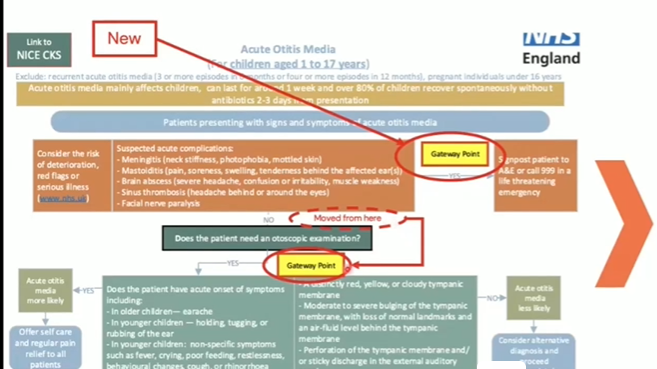 Link to
NICE CKS
New
NHS
England
Acute Otitis Media
(For children aged 1 to 17 years)
Exclude: recurrent acute otitis media (3 or more episodes in 6 months or four or more episodes in 12 months), pregnant individuals under 16 years
Acute otitis media mainly affects children, can last for around 1 week and over 80% of children recover spontaneously without
antibiotics 2-3 days from presentation
Patients presenting with signs and symptoms of acute otitis media
Consider the risk
of deterioration,
red flags or
serious illness
(www.nhs.uk)
Suspected acute complications:
- Meningitis (neck stiffness, photophobia, mottled skin)
- Mastoiditis (pain, soreness, swelling, tenderness behind the affected ear(s))
- Brain abscess (severe headache, confusion or irritability, muscle weakness)
- Sinus thrombosis (headache behind or around the eyes)
- Facial nerve paralysis
Gateway Point
YES
Signpost patient to
A&E or call 999 in a
life threatening
emergency
NO
Moved from here
Does the patient need an otoscopic examination?
YES
Gateway Point
Acute otitis
media
more likely
YES
Offer self care
and regular pain
relief to all
patients
Does the patient have acute onset of symptoms
including:
- In older children— earache
- In younger children — holding, tugging, or
rubbing of the ear
- In younger children: non-specific symptoms
such as fever, crying, poor feeding, restlessness,
behavioural changes, cough, or rhinorrhoea
- A distinctly red, yellow, or cloudy tympanic
membrane
- Moderate to severe bulging of the tympanic
membrane, with loss of normal landmarks and
an air-fluid level behind the tympanic
membrane
- Perforation of the tympanic membrane and/
or sticky discharge in the external auditory
NO
Acute otitis
media
less likely
Consider alternative
diagnosis and
proceed